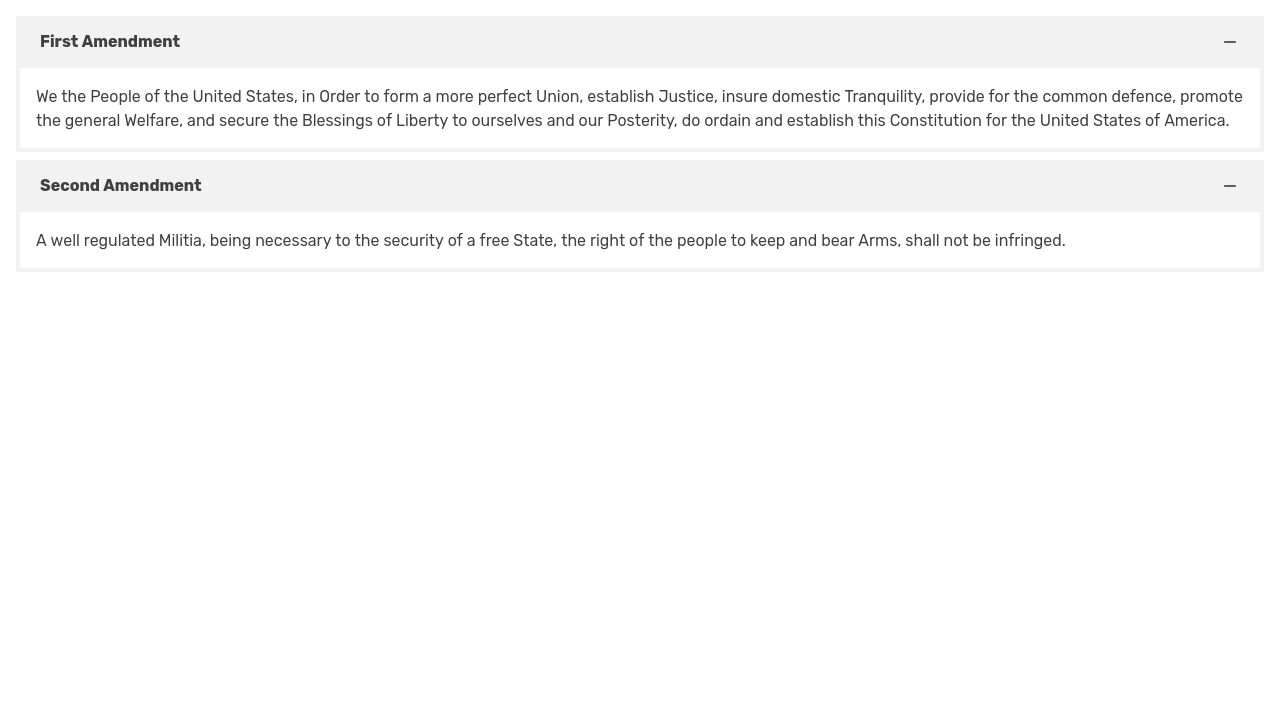 First Amendment
We the People of the United States, in Order to form a more perfect Union, establish Justice, insure domestic Tranquility, provide for the common defence, promote
the general Welfare, and secure the Blessings of Liberty to ourselves and our Posterity, do ordain and establish this Constitution for the United States of America.
Second Amendment
A well regulated Militia, being necessary to the security of a free State, the right of the people to keep and bear Arms, shall not be infringed.